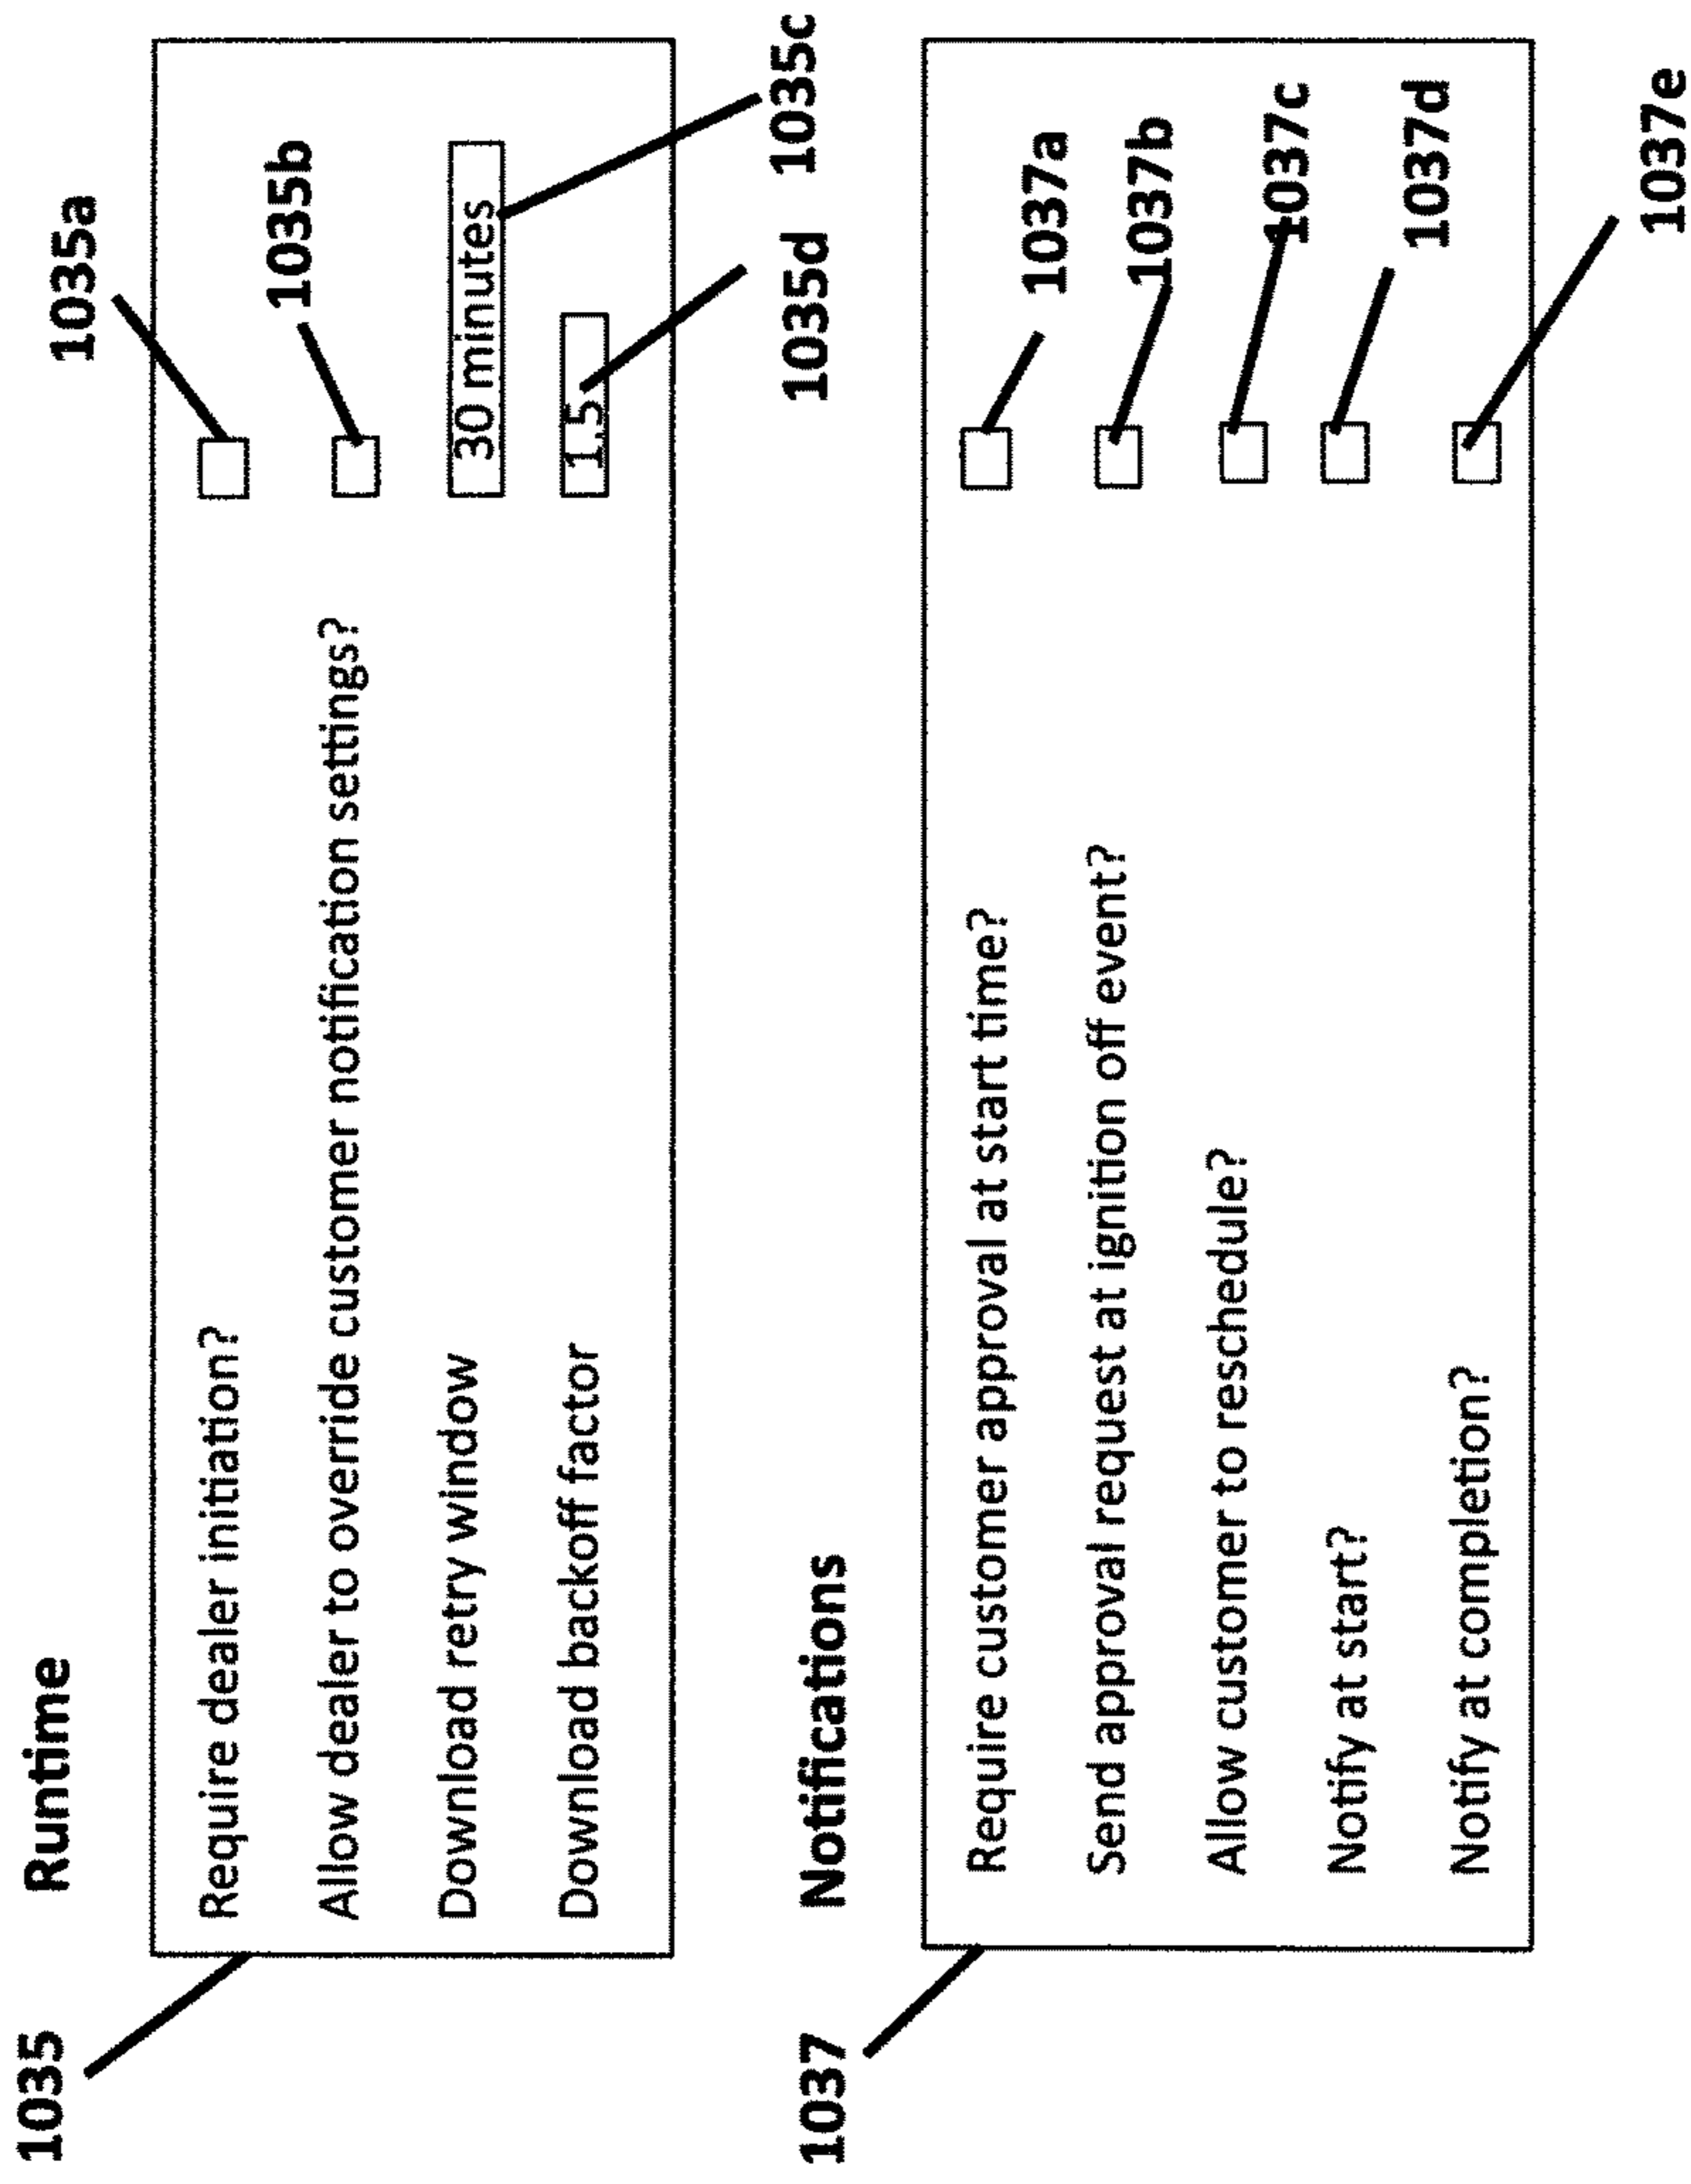 1035
Runtime
Require dealer initiation?
1035a
Allow dealer to override customer notification settings?
1035b
Download retry window
30 minutes
1035c
Download backoff factor
1.5
1035d
1037
Notifications
Require customer approval at start time?
1037a
Send approval request at ignition off event?
1037b
Allow customer to reschedule?
1037c
Notify at start?
1037d
Notify at completion?
1037e